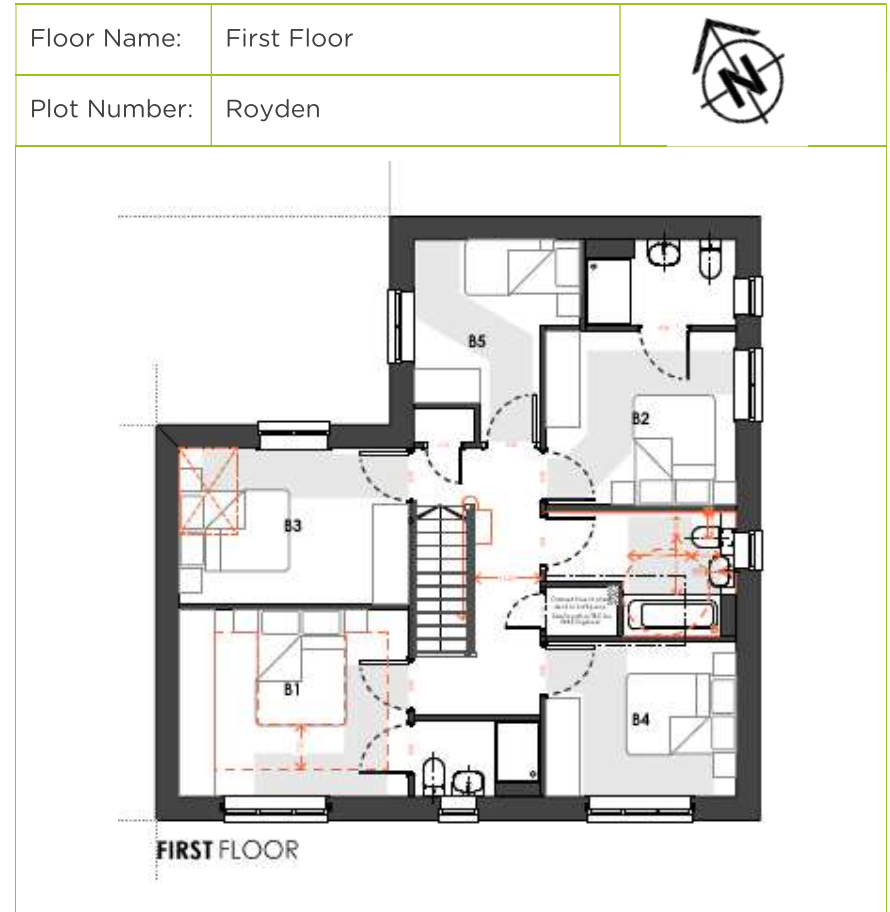 Floor Name: First Floor
N
Plot Number: Royden
B5
B2
B3
B1
B4
FIRST FLOOR